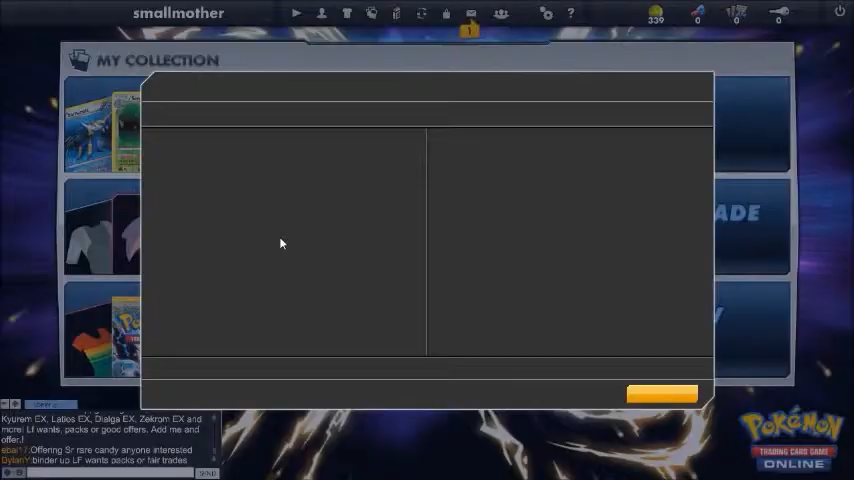 smallmother
?
339
0
0
0
1
MY COLLECTION
ADE
Kyurem EX, Latios EX, Dialga EX, Zekrom EX and
more! Lf wants, packs or good offers. Add me and
offer.!
:Offering Sr rare candy anyone interested
DylanY:binder up LF wants packs or fair trades
SEND
POKÉMON
TRADING CARD GAME
ONLINE